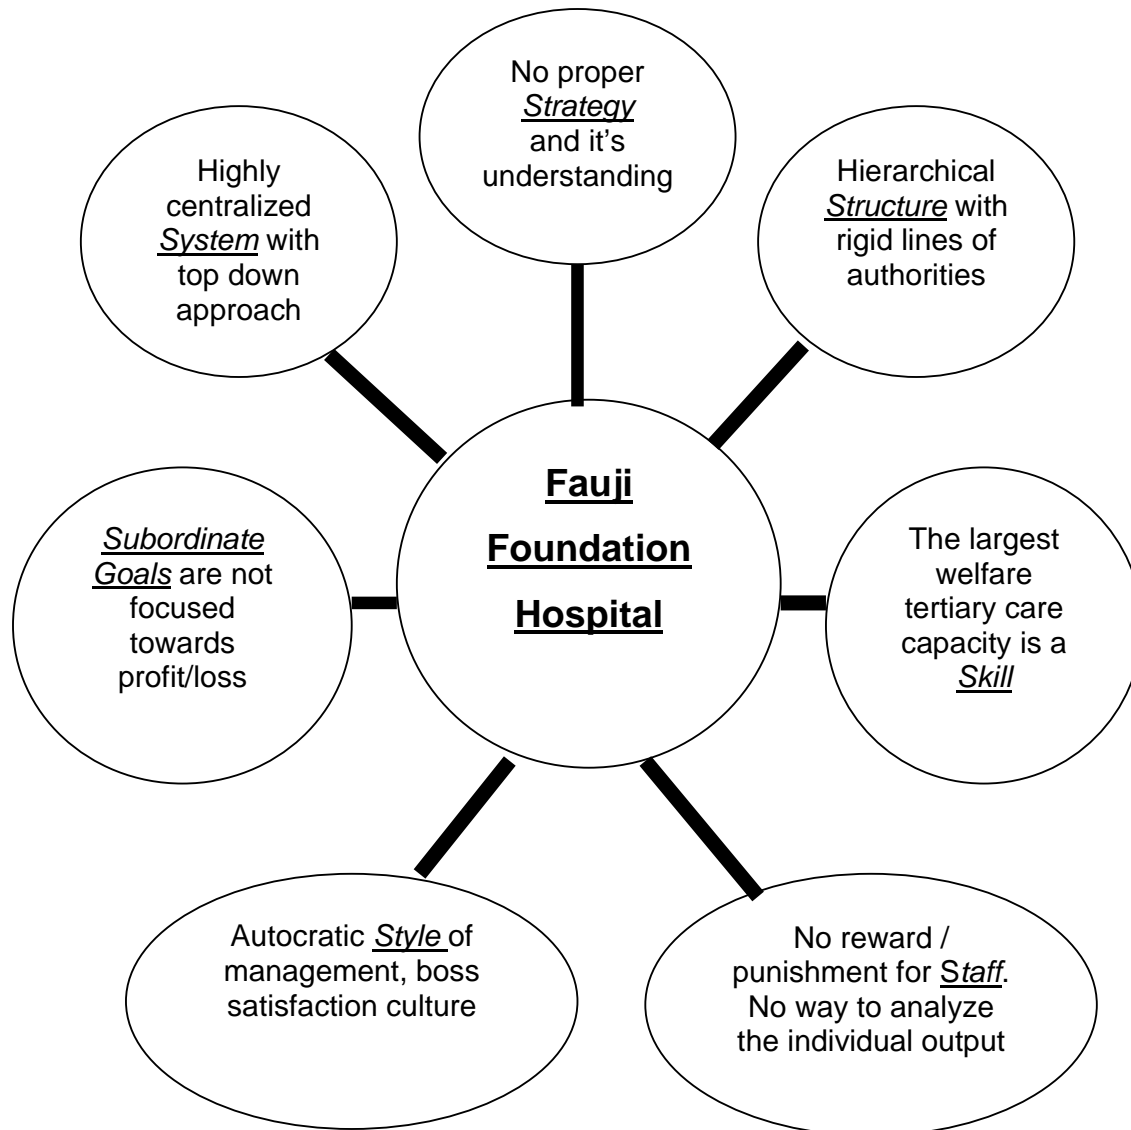 No proper
Strategy
and it's
understanding
Highly
centralized
System with
top down
approach
Hierarchical
Structure with
rigid lines of
authorities
Fauji
Foundation
Hospital
Subordinate
Goals are not
focused
towards
profit/loss
The largest
welfare
tertiary care
capacity is a
Skill
Autocratic Style of
management, boss
satisfaction culture
No reward /
punishment for Staff.
No way to analyze
the individual output